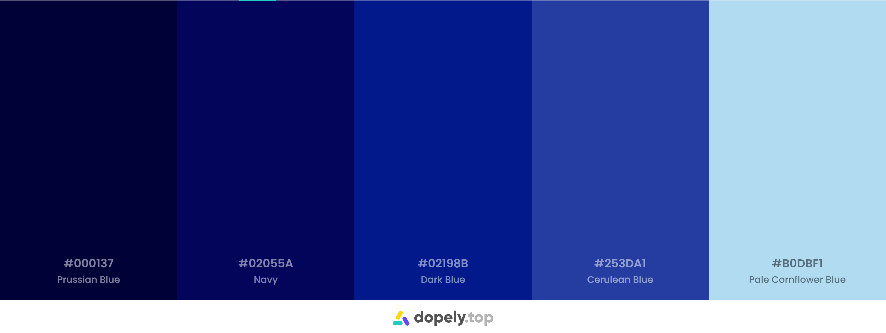 #000137
Prussian Blue
#02055A
Navy
#02198B
Dark Blue
#253DA1
Cerulean Blue
#B0DBF1
Pale Cornflower Blue
dopely.top